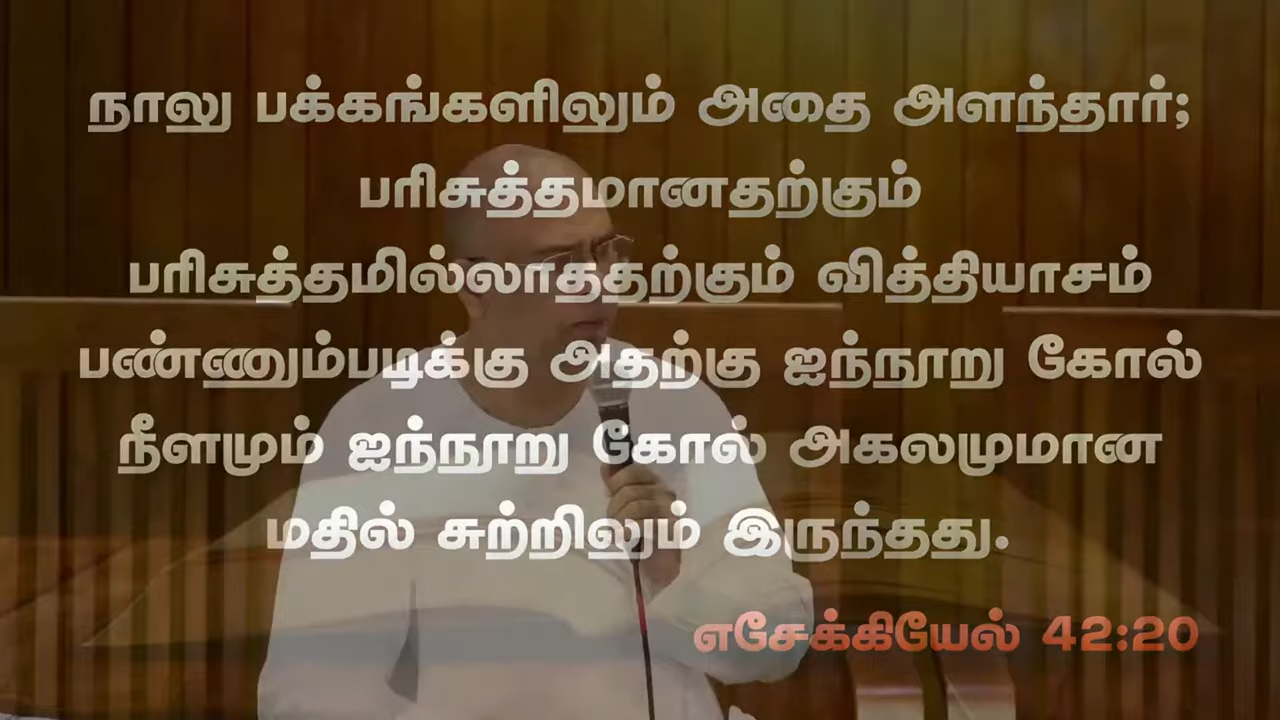 நாலு பக்கங்களிலும் அதை அளந்தார்;
பரிசுத்தமானதற்கும்
பரிசுத்தமில்லாததற்கும் வித்தியாசம்
பண்ணும்படிக்கு அதற்கு ஐந்நூறு கோல்
நீளமும் ஐந்நூறு கோல் அகலமுமான
மதில் சுற்றிலும் இருந்தது.
எசேக்கியேல் 42:20